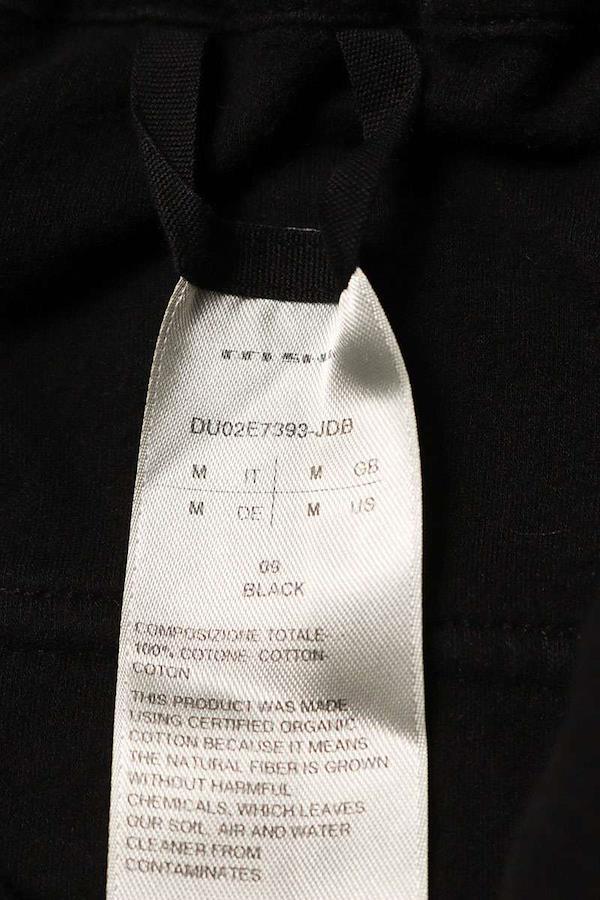 DU02E7393-JDB
M IT M GB
M DE M US
09
BLACK
COMPOSIZIONE TOTALE:
100% COTONE- COTTON-
COTON
THIS PRODUCT WAS MADE
USING CERTIFIED ORGANIC
COTTON BECAUSE IT MEANS
THE NATURAL FIBER IS GROWN
WITHOUT HARMFUL
CHEMICALS, WHICH LEAVES
OUR SOIL, AIR AND WATER
CLEANER FROM
CONTAMINATES